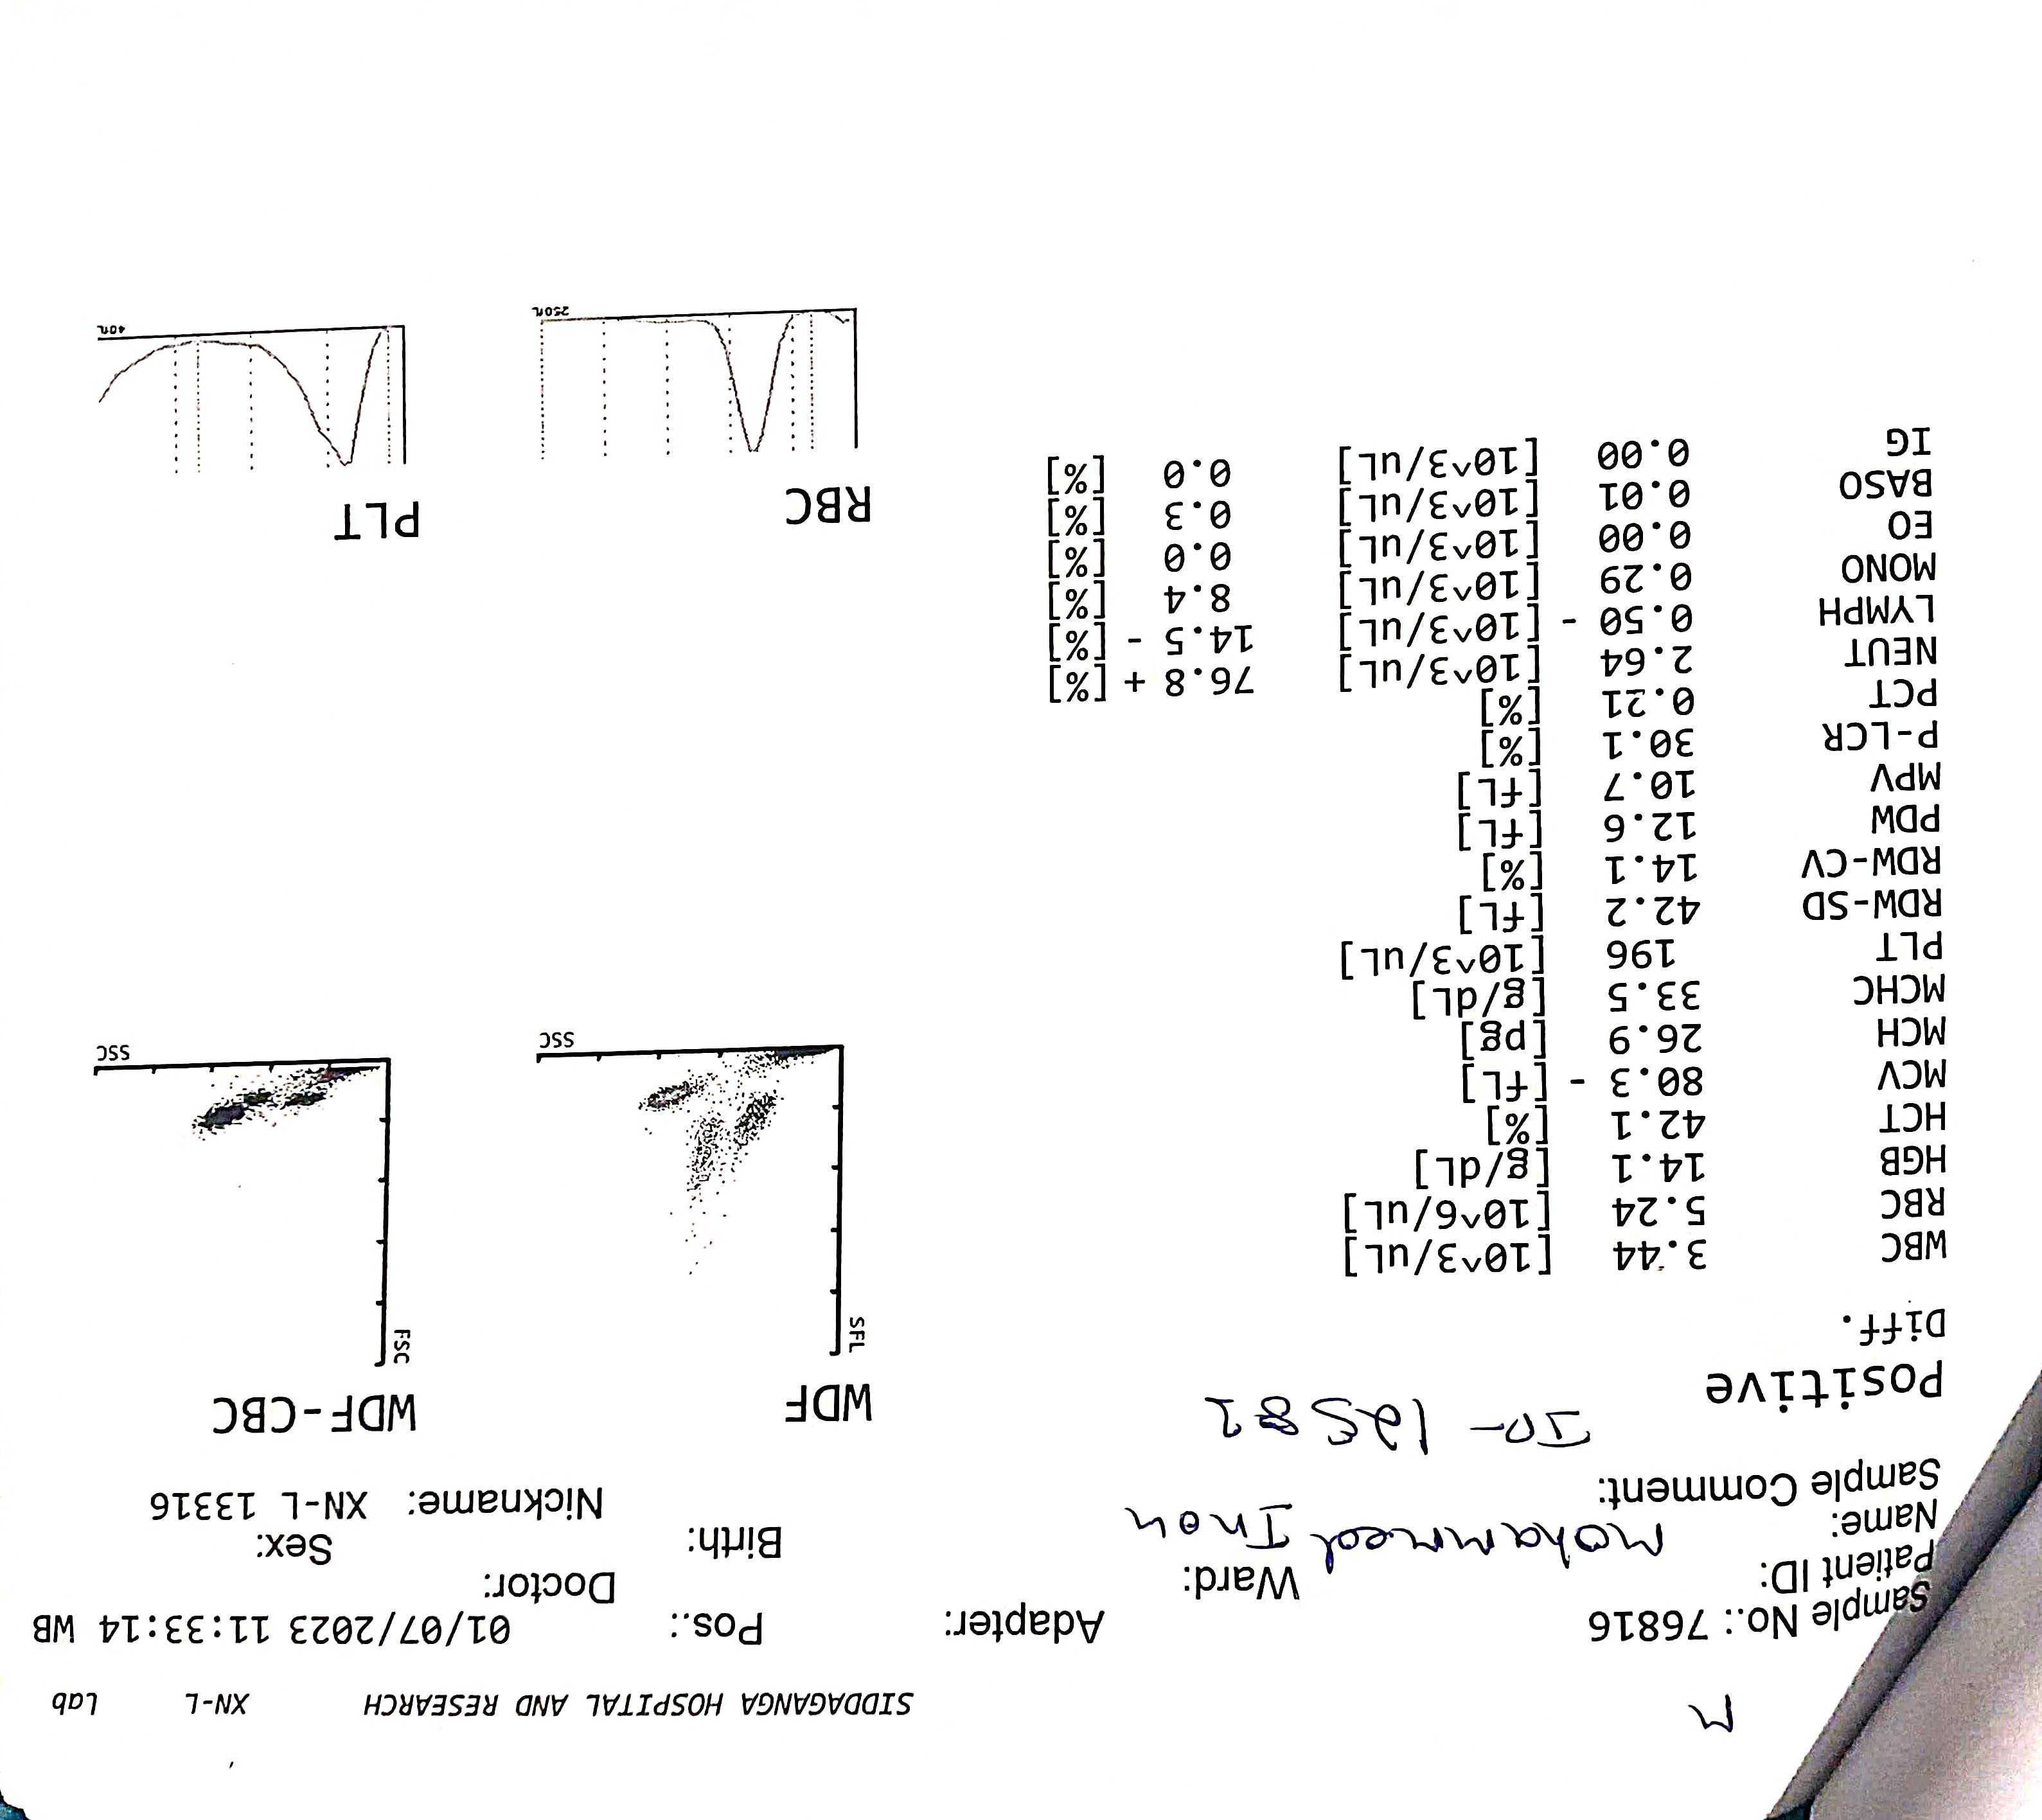 M
SIDDAGANGA HOSPITAL AND RESEARCH XN-L Lab
Sample No.: 76816 Adapter: Pos.: 01/07/2023 11:33:14 WB
Patient ID: Ward: Doctor:
Name: Mohammed Birth: Sex:
Sample Comment: Nickname: XN-L 13316
12581
Positive
Diff.
WBC 3.44 [10^3/uL]
RBC 5.24 [10^6/uL]
HGB 14.1 [g/dL]
HCT 42.1 [%]
MCV 80.3 - [fL]
MCH 26.9 [pg]
MCHC 33.5 [g/dL]
PLT 196 [10^3/uL]
RDW-SD 42.2 [fL]
RDW-CV 14.1 [%]
PDW 12.6 [fL]
MPV 10.7 [fL]
P-LCR 30.1 [%]
PCT 0.21 [%]
NEUT 2.64 [10^3/uL] 76.8 + [%]
LYMPH 0.50 - [10^3/uL] 14.5 - [%]
MONO 0.29 [10^3/uL] 8.4 [%]
EO 0.00 [10^3/uL] 0.0 [%]
BASO 0.01 [10^3/uL] 0.3 [%]
IG 0.00 [10^3/uL] 0.0 [%]
WDF
SFL
SSC
WDF-CBC
FSC
SSC
RBC
250fL
PLT
40fL